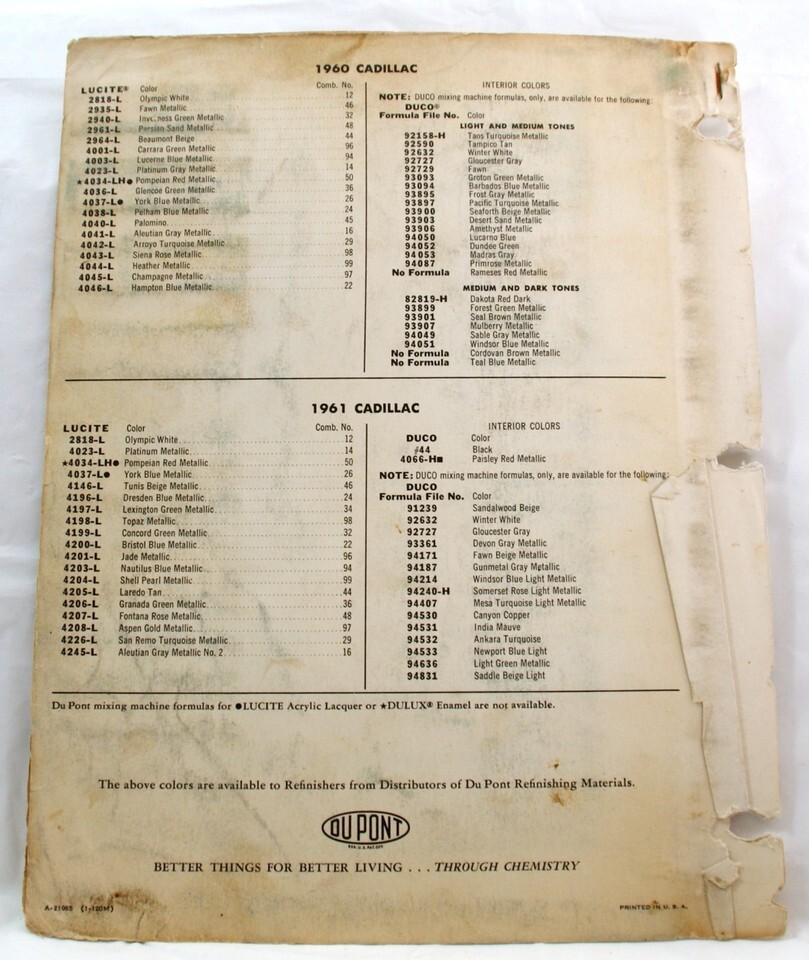 1960 CADILLAC
LUCITE® Color Comb. No.
2818-L Olympic White 12
2935-L Fawn Metallic 46
2940-L Inverness Green Metallic 32
2961-L Persian Sand Metallic 48
2964-L Beaumont Beige 44
4001-L Carrara Green Metallic 96
4003-L Lucerne Blue Metallic 94
4023-L Platinum Gray Metallic 14
★4034-LH● Pompeian Red Metallic 50
4036-L Glencoe Green Metallic 36
4037-L● York Blue Metallic 26
4038-L Pelham Blue Metallic 24
4040-L Palomino 45
4041-L Aleutian Gray Metallic 16
4042-L Arroyo Turquoise Metallic 29
4043-L Siena Rose Metallic 98
4044-L Heather Metallic 99
4045-L Champagne Metallic 97
4046-L Hampton Blue Metallic 22
INTERIOR COLORS
NOTE: DUCO mixing machine formulas, only, are available for the following:
DUCO®
Formula File No. Color
LIGHT AND MEDIUM TONES
92158-H Taos Turquoise Metallic
92590 Tampico Tan
92632 Winter White
92727 Gloucester Gray
92729 Fawn
93093 Groton Green Metallic
93094 Barbados Blue Metallic
93895 Frost Gray Metallic
93897 Pacific Turquoise Metallic
93900 Seaforth Beige Metallic
93903 Desert Sand Metallic
93906 Amethyst Metallic
94050 Lucarno Blue
94052 Dundee Green
94053 Madras Gray
94087 Primrose Metallic
No Formula Rameses Red Metallic
MEDIUM AND DARK TONES
82819-H Dakota Red Dark
93899 Forest Green Metallic
93901 Seal Brown Metallic
93907 Mulberry Metallic
94049 Sable Gray Metallic
94051 Windsor Blue Metallic
No Formula Cordovan Brown Metallic
No Formula Teal Blue Metallic
1961 CADILLAC
LUCITE Color Comb. No.
2818-L Olympic White 12
4023-L Platinum Metallic 14
★4034-LH● Pompeian Red Metallic 50
4037-L● York Blue Metallic 26
4146-L Tunis Beige Metallic 46
4196-L Dresden Blue Metallic 24
4197-L Lexington Green Metallic 34
4198-L Topaz Metallic 98
4199-L Concord Green Metallic 32
4200-L Bristol Blue Metallic 22
4201-L Jade Metallic 96
4203-L Nautilus Blue Metallic 94
4204-L Shell Pearl Metallic 99
4205-L Laredo Tan 44
4206-L Granada Green Metallic 36
4207-L Fontana Rose Metallic 48
4208-L Aspen Gold Metallic 97
4226-L San Remo Turquoise Metallic 29
4245-L Aleutian Gray Metallic No. 2 16
INTERIOR COLORS
DUCO Color
#44 Black
4066-H■ Paisley Red Metallic
NOTE: DUCO mixing machine formulas, only, are available for the following:
DUCO
Formula File No. Color
91239 Sandalwood Beige
92632 Winter White
92727 Gloucester Gray
93361 Devon Gray Metallic
94171 Fawn Beige Metallic
94187 Gunmetal Gray Metallic
94214 Windsor Blue Light Metallic
94240-H Somerset Rose Light Metallic
94407 Mesa Turquoise Light Metallic
94530 Canyon Copper
94531 India Mauve
94532 Ankara Turquoise
94533 Newport Blue Light
94636 Light Green Metallic
94831 Saddle Beige Light
Du Pont mixing machine formulas for ●LUCITE Acrylic Lacquer or ★DULUX® Enamel are not available.
The above colors are available to Refinishers from Distributors of Du Pont Refinishing Materials.
DU PONT
REG. U.S. PAT. OFF.
BETTER THINGS FOR BETTER LIVING . . . THROUGH CHEMISTRY
A-21065 (1-120M)
PRINTED IN U. S. A.